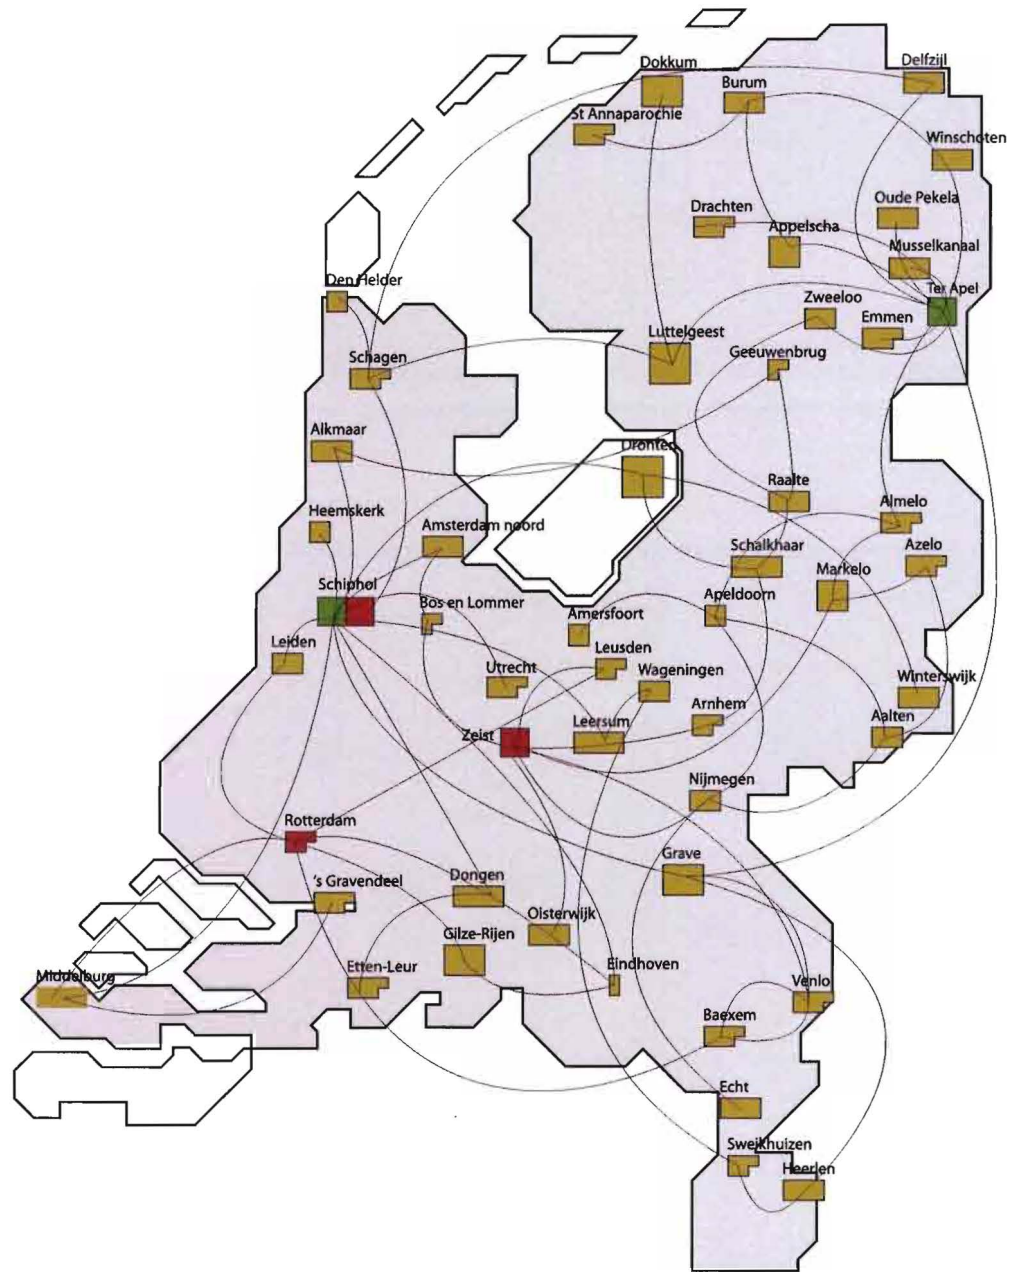 Dokkum
Delfzijl
Burum
St Annaparochie
Winschoten
Oude Pekela
Drachten
Appelscha
Musselkanaal
Den Helder
Ter Apel
Zweeloo
Emmen
Luttelgeest
Geeuwenbrug
Schagen
Alkmaar
Dronten
Raalte
Almelo
Heemskerk
Amsterdam noord
Schalkhaar
Azelo
Markelo
Schiphol
Bos en Lommer
Apeldoorn
Amersfoort
Leiden
Leusden
Utrecht
Wageningen
Winterswijk
Arnhem
Aalten
Zeist
Leersum
Nijmegen
Rotterdam
Grave
's Gravendeel
Dongen
Oisterwijk
Gilze-Rijen
Etten-Leur
Eindhoven
Middelburg
Venlo
Baexem
Echt
Sweikhuizen
Heerlen